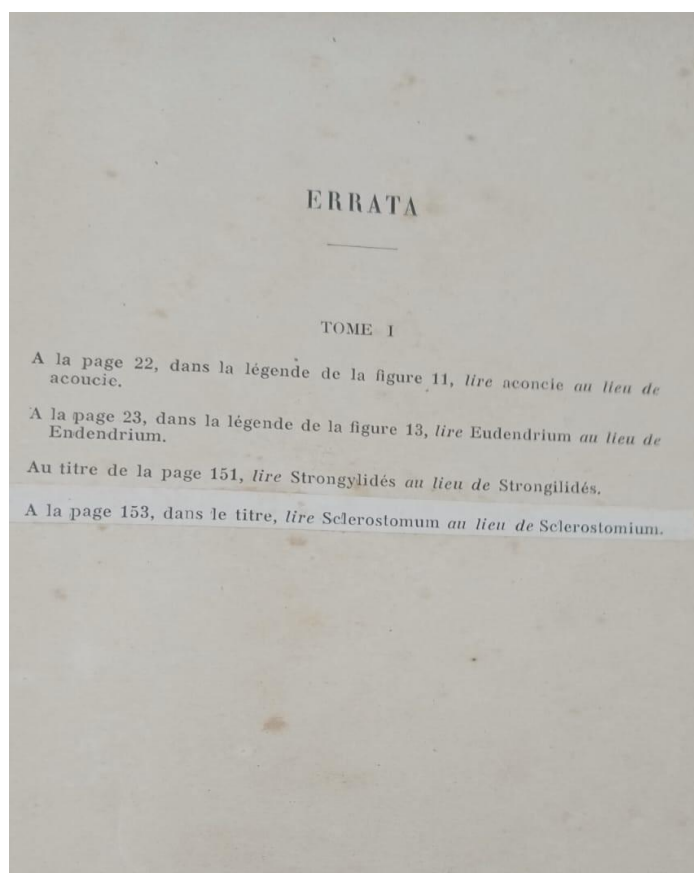 ERRATA
TOME I
A la page 22, dans la légende de la figure 11, lire aconcie au lieu de
acoucie.
A la page 23, dans la légende de la figure 13, lire Eudendrium au lieu de
Endendrium.
Au titre de la page 151, lire Strongylidés au lieu de Strongilidés.
A la page 153, dans le titre, lire Sclerostomum au lieu de Sclerostomium.